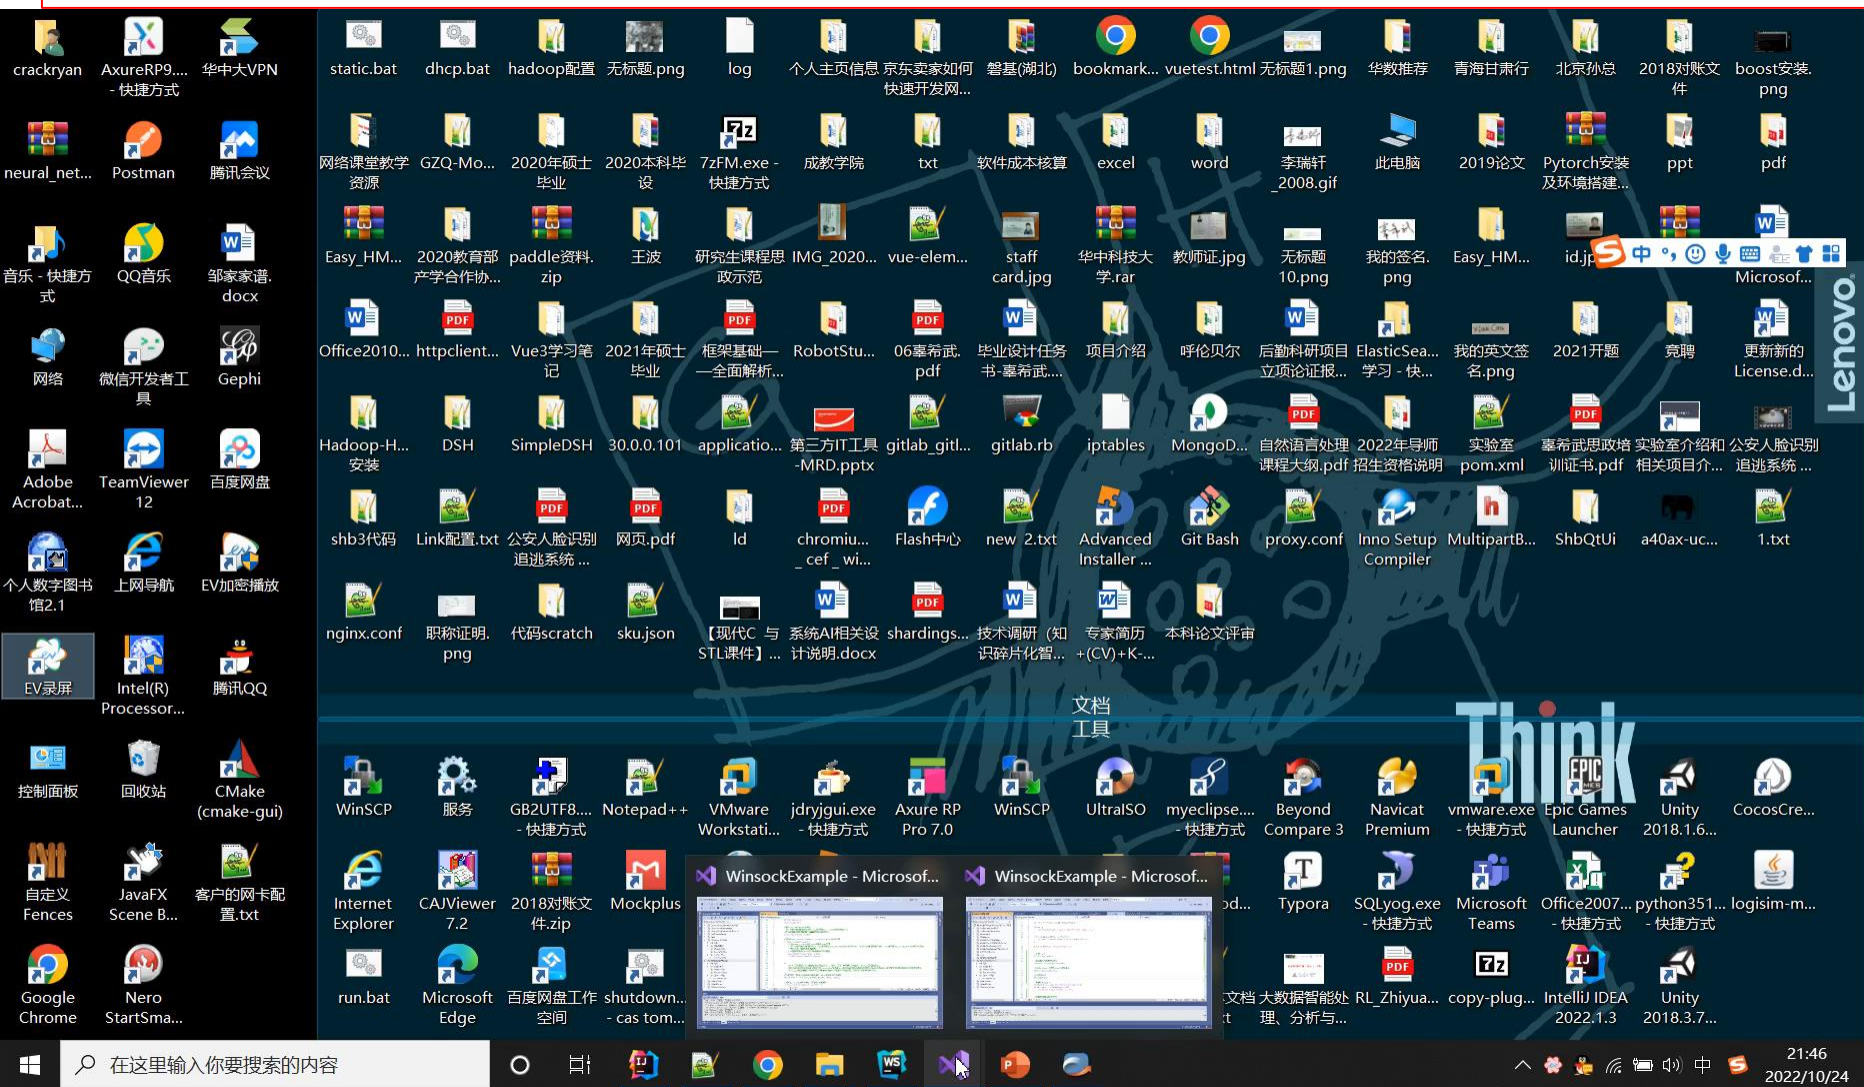 crackryan
AxureRP9....
- 快捷方式
华中大VPN
static.bat
dhcp.bat
hadoop配置
无标题.png
log
个人主页信息
京东卖家如何
快速开发网...
磐基(湖北)
bookmark...
vuetest.html
无标题1.png
华数推荐
青海甘肃行
北京孙总
2018对账文
件
boost安装.
png
neural_net...
Postman
腾讯会议
网络课堂教学
资源
GZQ-Mo...
2020年硕士
毕业
2020本科毕
设
7zFM.exe -
快捷方式
成教学院
txt
软件成本核算
excel
word
李瑞轩
_2008.gif
此电脑
2019论文
Pytorch安装
及环境搭建...
ppt
pdf
音乐 - 快捷方
式
QQ音乐
邹家家谱.
docx
Easy_HM...
2020教育部
产学合作协...
paddle资料.
zip
王波
研究生课程思
政示范
IMG_2020...
vue-elem...
staff
card.jpg
华中科技大
学.rar
教师证.jpg
无标题
10.png
我的签名.
png
Easy_HM...
id.jp
中
Microsof...
Lenovo
网络
微信开发者工
具
Gephi
Office2010...
httpclient...
Vue3学习笔
记
2021年硕士
毕业
框架基础—
—全面解析...
RobotStu...
06辜希武.
pdf
毕业设计任务
书-辜希武....
项目介绍
呼伦贝尔
后勤科研项目
立项论证报...
ElasticSea...
学习 - 快...
我的英文签
名.png
2021开题
竞聘
更新新的
License.d...
Adobe
Acrobat...
TeamViewer
12
百度网盘
Hadoop-H...
安装
DSH
SimpleDSH
30.0.0.101
applicatio...
第三方IT工具
-MRD.pptx
gitlab_gitl...
gitlab.rb
iptables
MongoD...
自然语言处理
课程大纲.pdf
2022年导师
招生资格说明
实验室
pom.xml
辜希武思政培
训证书.pdf
实验室介绍和
相关项目介...
公安人脸识别
追逃系统 ...
个人数字图书
馆2.1
上网导航
EV加密播放
shb3代码
Link配置.txt
公安人脸识别
追逃系统 ...
网页.pdf
ld
chromiu...
_ cef _ wi...
Flash中心
new 2.txt
Advanced
Installer ...
Git Bash
proxy.conf
Inno Setup
Compiler
MultipartB...
ShbQtUi
a40ax-uc...
1.txt
EV录屏
Intel(R)
Processor...
腾讯QQ
nginx.conf
职称证明.
png
代码scratch
sku.json
【现代C 与
STL课件】...
系统AI相关设
计说明.docx
shardings...
技术调研（知
识碎片化智...
专家简历
+(CV)+K-...
本科论文评审
文档
工具
Think
控制面板
回收站
CMake
(cmake-gui)
WinSCP
服务
GB2UTF8....
- 快捷方式
Notepad++
VMware
Workstati...
jdryjgui.exe
- 快捷方式
Axure RP
Pro 7.0
WinSCP
UltraISO
myeclipse....
- 快捷方式
Beyond
Compare 3
Navicat
Premium
vmware.exe
- 快捷方式
Epic Games
Launcher
Unity
2018.1.6...
CocosCre...
自定义
Fences
JavaFX
Scene B...
客户的网卡配
置.txt
Internet
Explorer
CAJViewer
7.2
2018对账文
件.zip
Mockplus
WinsockExample - Microsof...
WinsockExample - Microsof...
od...
Typora
SQLyog.exe
- 快捷方式
Microsoft
Teams
Office2007...
- 快捷方式
python351...
- 快捷方式
logisim-m...
Google
Chrome
Nero
StartSma...
run.bat
Microsoft
Edge
百度网盘工作
空间
shutdown...
- cas tom...
文档
大数据智能处
理、分析与...
RL_Zhiyua...
copy-plug...
IntelliJ IDEA
2022.1.3
Unity
2018.3.7...
在这里输入你要搜索的内容
中
21:46
2022/10/24